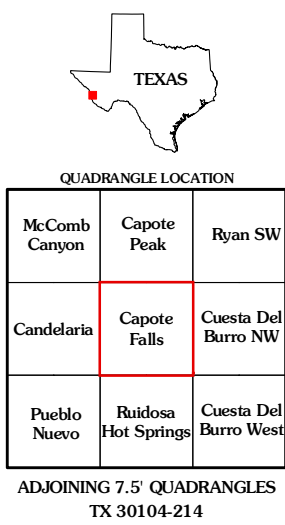 TEXAS
QUADRANGLE LOCATION
McComb
Canyon
Capote
Peak
Ryan SW
Candelaria
Capote
Falls
Cuesta Del
Burro NW
Pueblo
Nuevo
Ruidosa
Hot Springs
Cuesta Del
Burro West
ADJOINING 7.5' QUADRANGLES
TX 30104-214